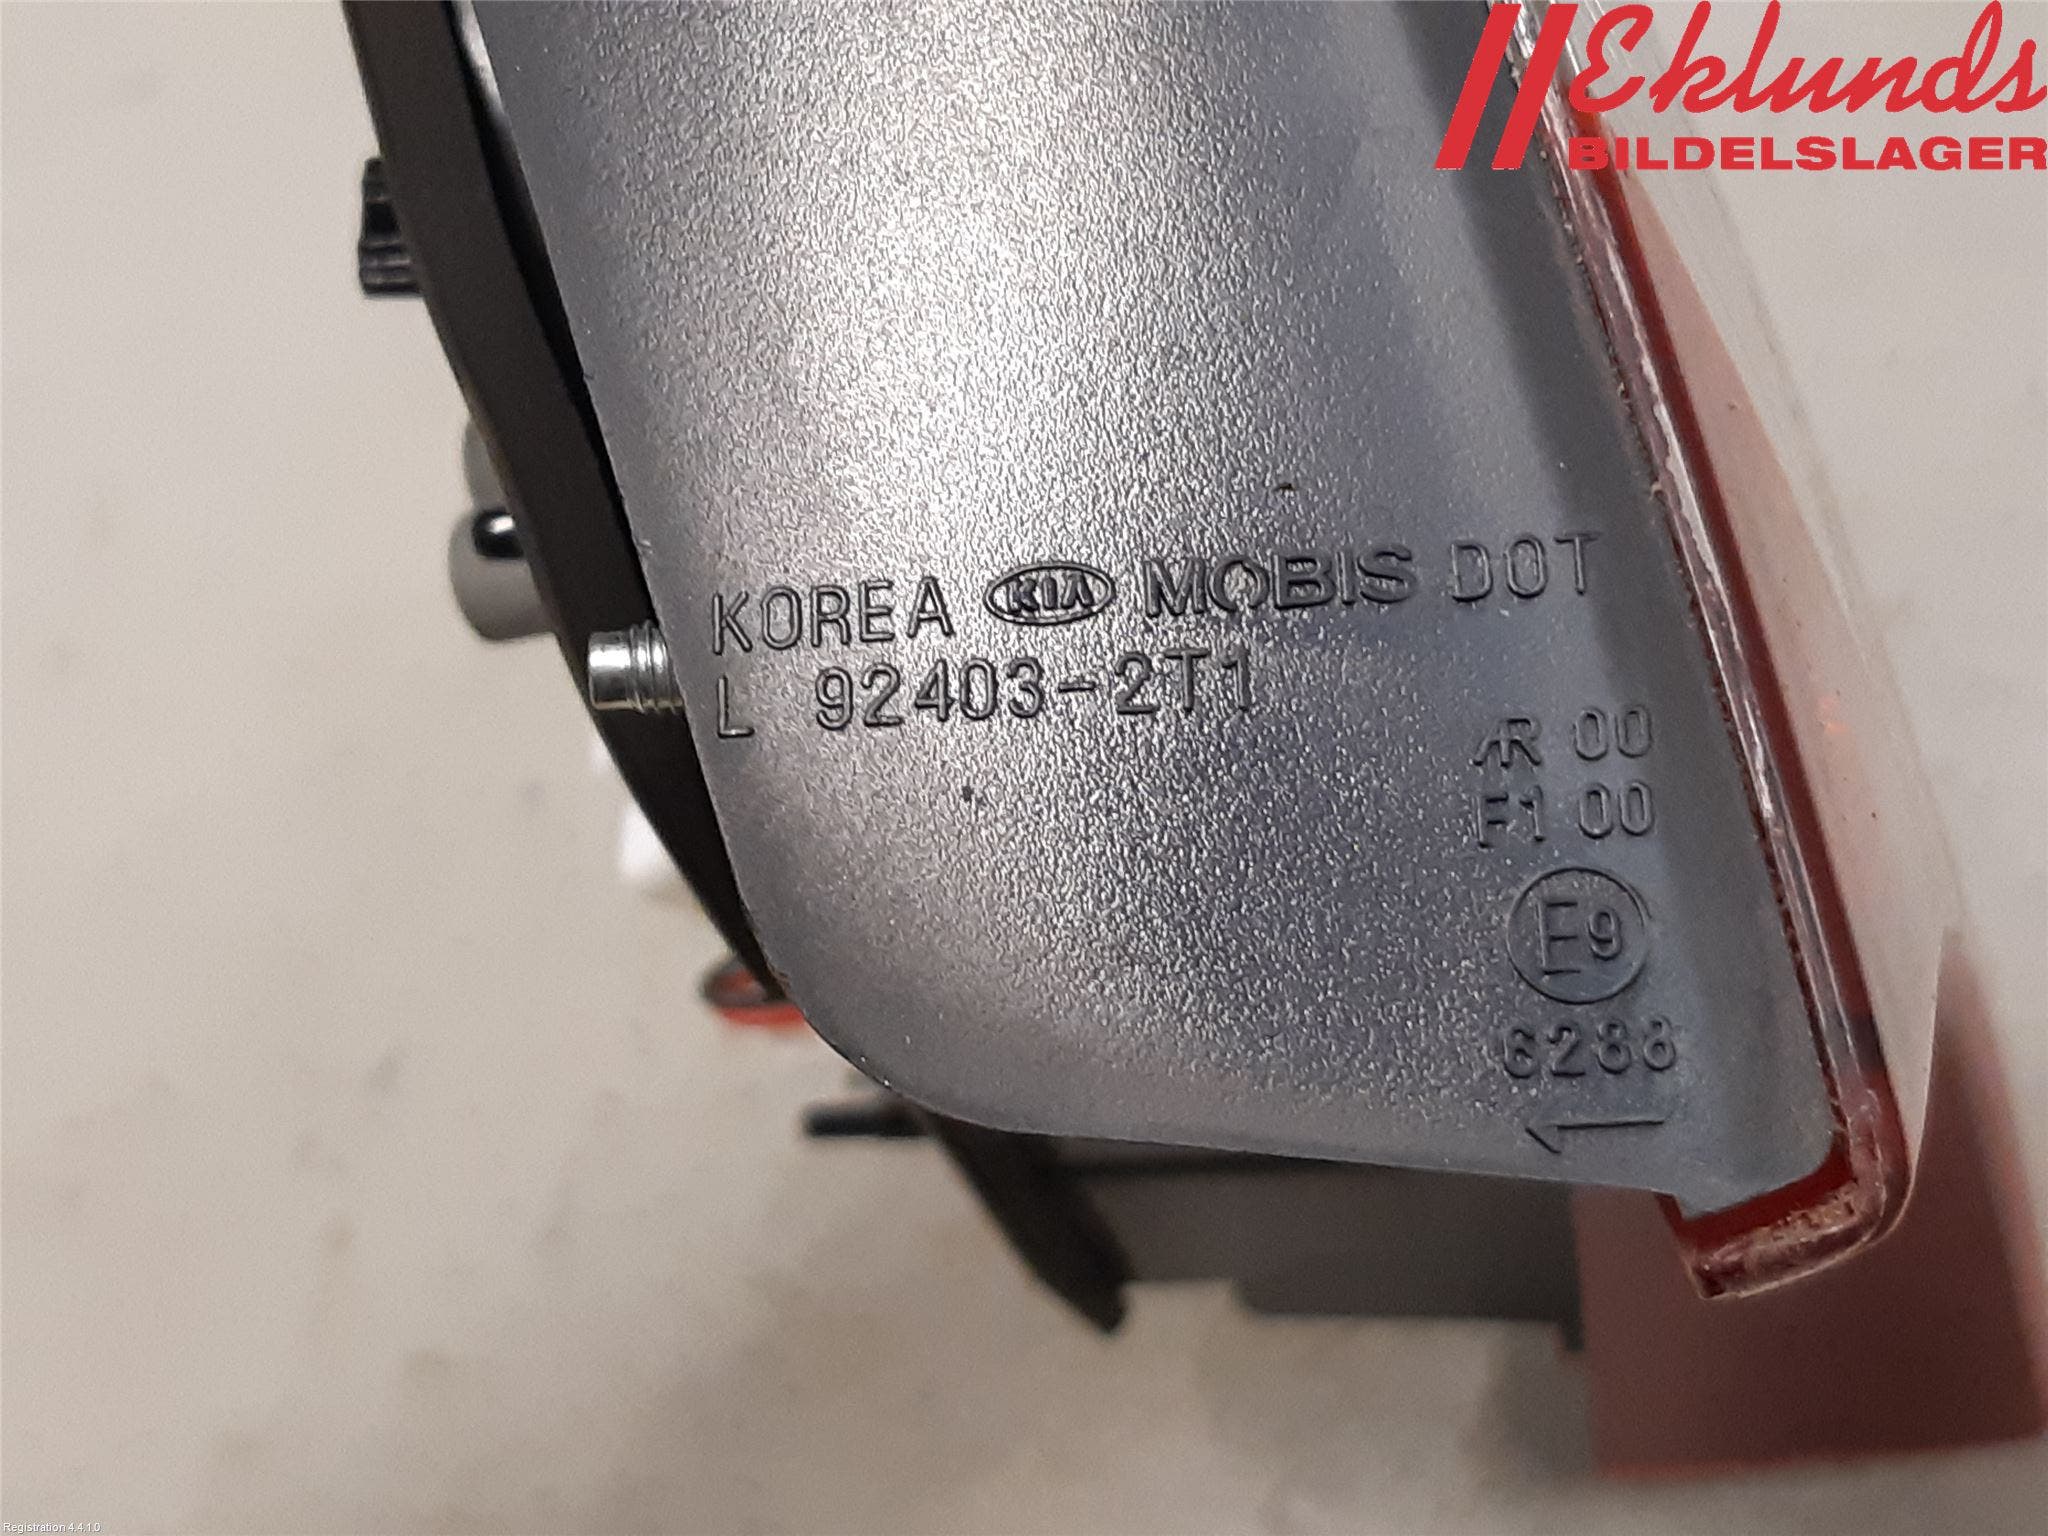 Eklunds
BILDELSLAGER
KOREA KIA MOBIS DOT
L 92403-2T1
AR 00
F1 00
E9
6288
←
Registration 4.4.1.0